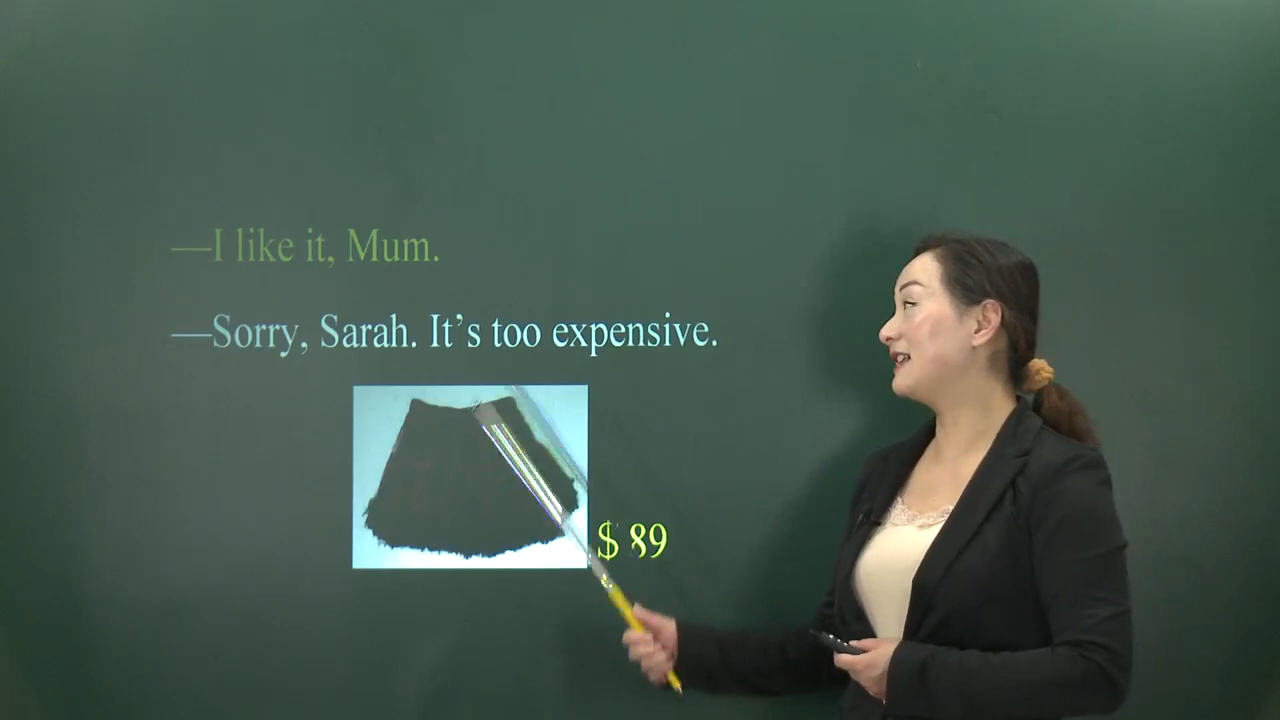 —I like it, Mum.
—Sorry, Sarah. It’s too expensive.
$ 89